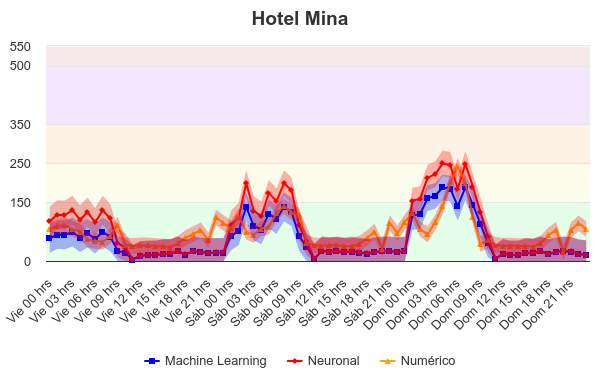 Hotel Mina
550
500
350
250
150
0
Vie 00 hrs
Vie 03 hrs
Vie 06 hrs
Vie 09 hrs
Vie 12 hrs
Vie 15 hrs
Vie 18 hrs
Vie 21 hrs
Sáb 00 hrs
Sáb 03 hrs
Sáb 06 hrs
Sáb 09 hrs
Sáb 12 hrs
Sáb 15 hrs
Sáb 18 hrs
Sáb 21 hrs
Dom 00 hrs
Dom 03 hrs
Dom 06 hrs
Dom 09 hrs
Dom 12 hrs
Dom 15 hrs
Dom 18 hrs
Dom 21 hrs
Machine Learning Neuronal Numérico